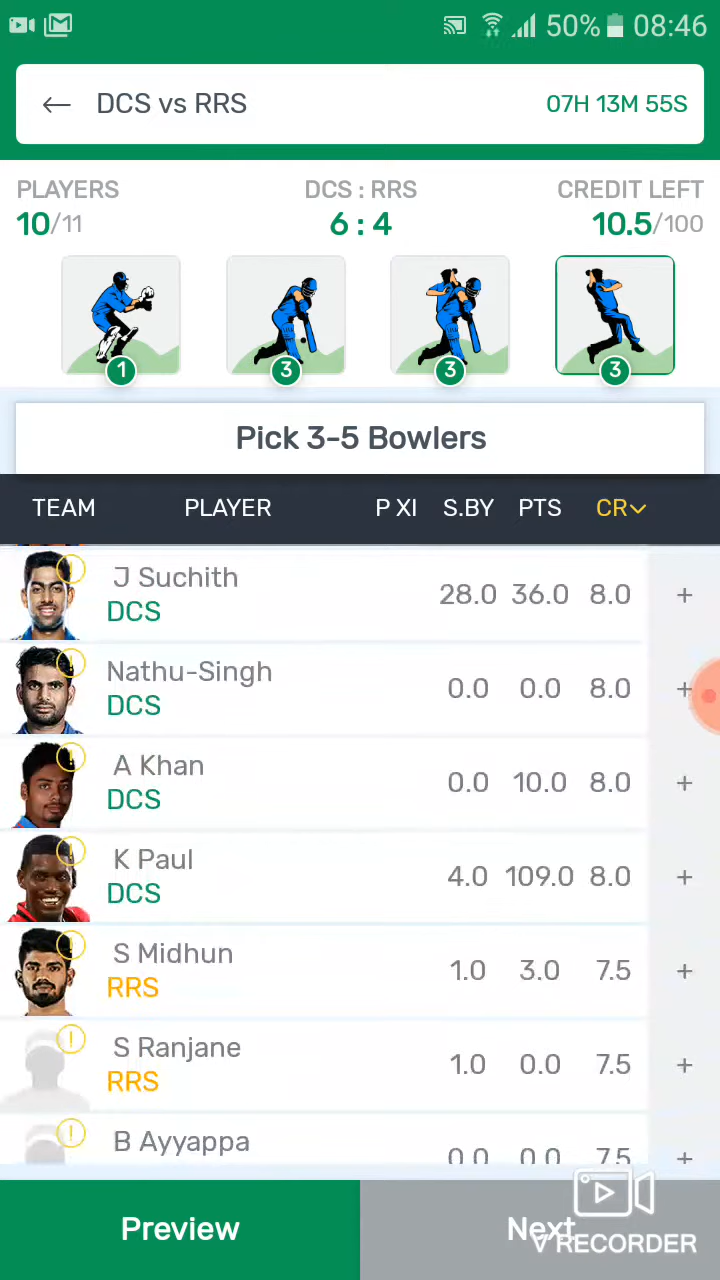 50% 08:46
DCS vs RRS 07H 13M 55S
PLAYERS DCS : RRS CREDIT LEFT
10/11 6 : 4 10.5/100
1 3 3 3
Pick 3-5 Bowlers
TEAM PLAYER P XI S.BY PTS CR
J Suchith
DCS 28.0 36.0 8.0 +
Nathu-Singh
DCS 0.0 0.0 8.0 +
A Khan
DCS 0.0 10.0 8.0 +
K Paul
DCS 4.0 109.0 8.0 +
S Midhun
RRS 1.0 3.0 7.5 +
S Ranjane
RRS 1.0 0.0 7.5 +
B Ayyappa
0.0 0.0 7.5 +
Preview Next
V RECORDER